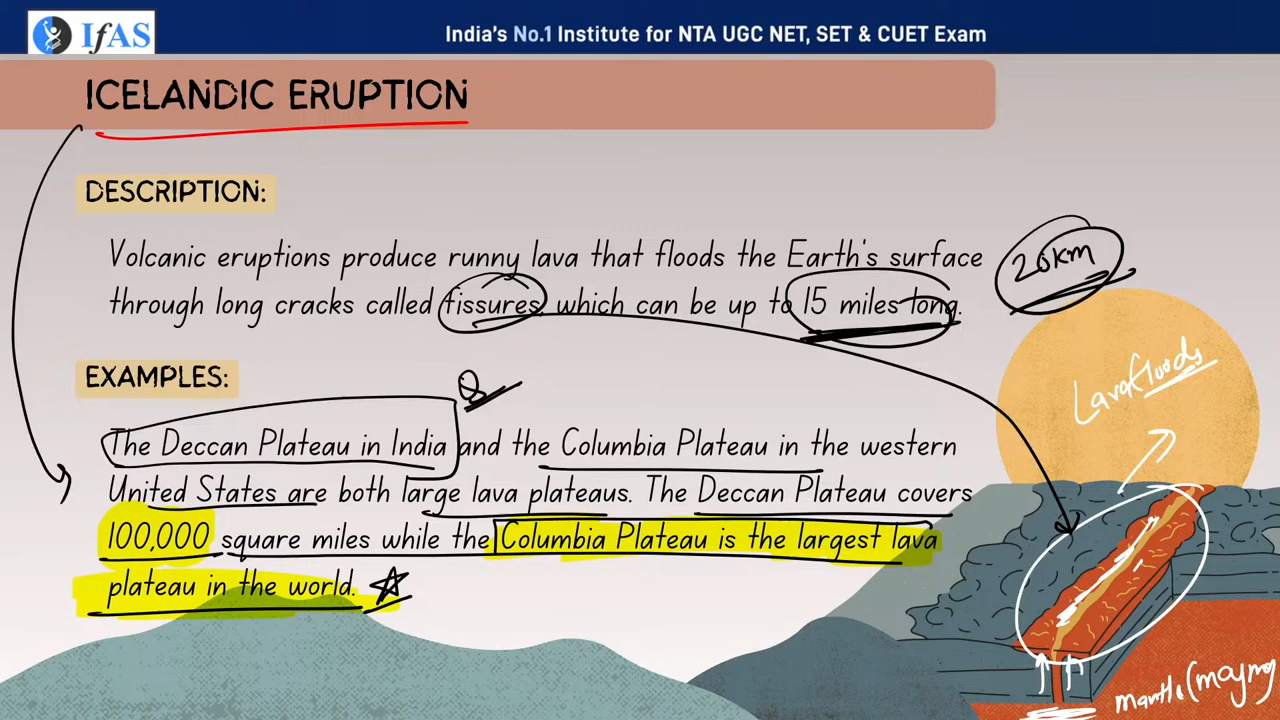 IfAS
India's No.1 Institute for NTA UGC NET, SET & CUET Exam
ICELANDIC ERUPTION
DESCRIPTION:
Volcanic eruptions produce runny lava that floods the Earth's surface
through long cracks called fissures which can be up to 15 miles long.
20km
EXAMPLES:
Lava floods
The Deccan Plateau in India and the Columbia Plateau in the western
United States are both large lava plateaus. The Deccan Plateau covers
100,000 square miles while the Columbia Plateau is the largest lava
plateau in the world.
mantle